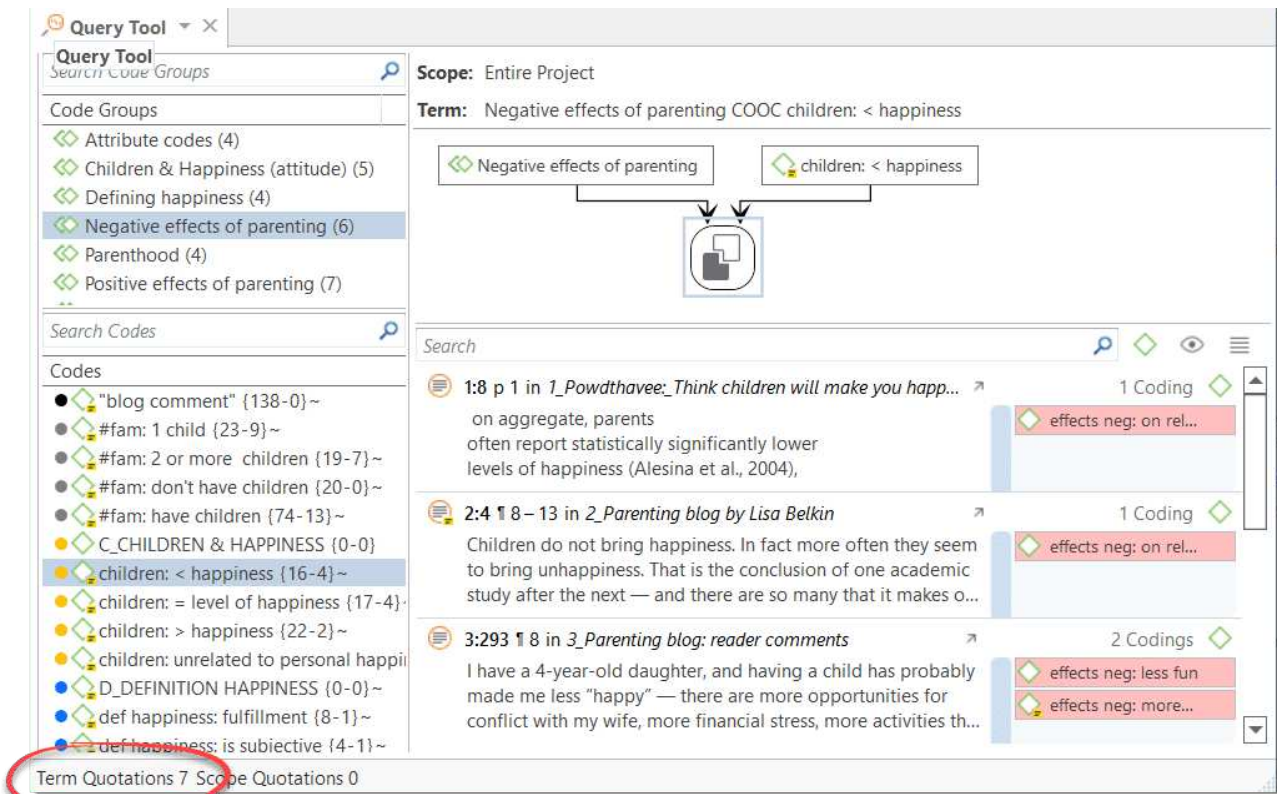 Query Tool
Query Tool
Search Code Groups
Code Groups
Attribute codes (4)
Children & Happiness (attitude) (5)
Defining happiness (4)
Negative effects of parenting (6)
Parenthood (4)
Positive effects of parenting (7)
Search Codes
Codes
"blog comment" {138-0}~
#fam: 1 child {23-9}~
#fam: 2 or more children {19-7}~
#fam: don't have children {20-0}~
#fam: have children {74-13}~
C_CHILDREN & HAPPINESS {0-0}
children: < happiness {16-4}~
children: = level of happiness {17-4}
children: > happiness {22-2}~
children: unrelated to personal happi
D_DEFINITION HAPPINESS {0-0}~
def happiness: fulfillment {8-1}~
def happiness: is subjective {4-1}~
Scope: Entire Project
Term: Negative effects of parenting COOC children: < happiness
Negative effects of parenting
children: < happiness
Search
1:8 p 1 in 1_Powdthavee:_Think children will make you happ...
1 Coding
on aggregate, parents
often report statistically significantly lower
levels of happiness (Alesina et al., 2004),
effects neg: on rel...
2:4 ¶ 8 – 13 in 2_Parenting blog by Lisa Belkin
1 Coding
Children do not bring happiness. In fact more often they seem
to bring unhappiness. That is the conclusion of one academic
study after the next — and there are so many that it makes o...
effects neg: on rel...
3:293 ¶ 8 in 3_Parenting blog: reader comments
2 Codings
I have a 4-year-old daughter, and having a child has probably
made me less "happy" — there are more opportunities for
conflict with my wife, more financial stress, more activities th...
effects neg: less fun
effects neg: more...
Term Quotations 7 Scope Quotations 0